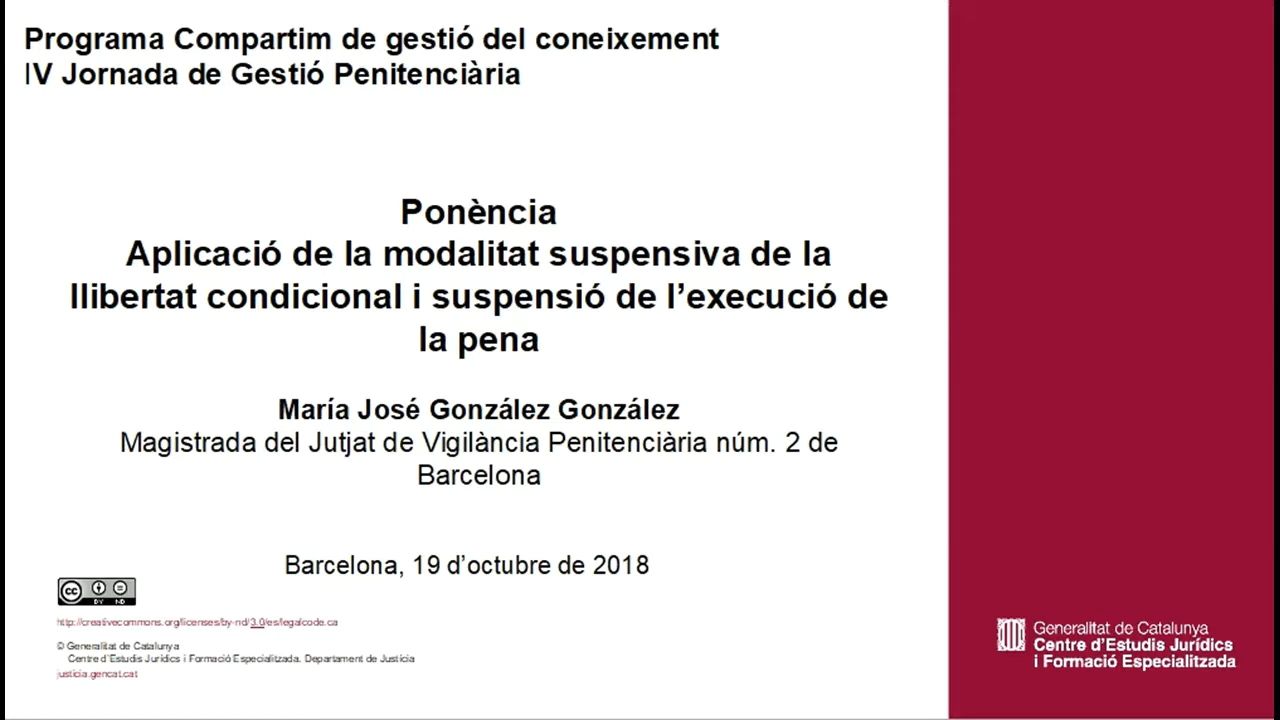 Programa Compartim de gestió del coneixement
IV Jornada de Gestió Penitenciària
Ponència
Aplicació de la modalitat suspensiva de la
llibertat condicional i suspensió de l’execució de
la pena
María José González González
Magistrada del Jutjat de Vigilància Penitenciària núm. 2 de
Barcelona
Barcelona, 19 d’octubre de 2018
cc
BY ND
http://creativecommons.org/licenses/by-nd/3.0/es/legalcode.ca
© Generalitat de Catalunya
Centre d’Estudis Jurídics i Formació Especialitzada. Departament de Justícia
justicia.gencat.cat
Generalitat de Catalunya
Centre d’Estudis Jurídics
i Formació Especialitzada